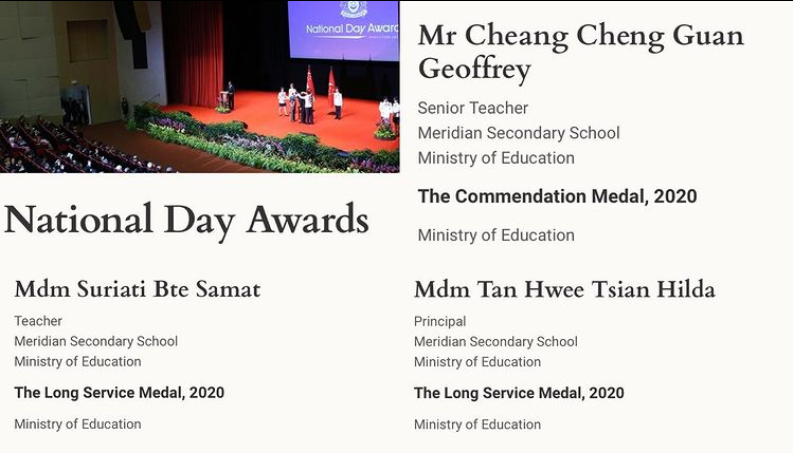 National Day Awar
National Day Awards
Mr Cheang Cheng Guan
Geoffrey
Senior Teacher
Meridian Secondary School
Ministry of Education
The Commendation Medal, 2020
Ministry of Education
Mdm Suriati Bte Samat
Teacher
Meridian Secondary School
Ministry of Education
The Long Service Medal, 2020
Ministry of Education
Mdm Tan Hwee Tsian Hilda
Principal
Meridian Secondary School
Ministry of Education
The Long Service Medal, 2020
Ministry of Education